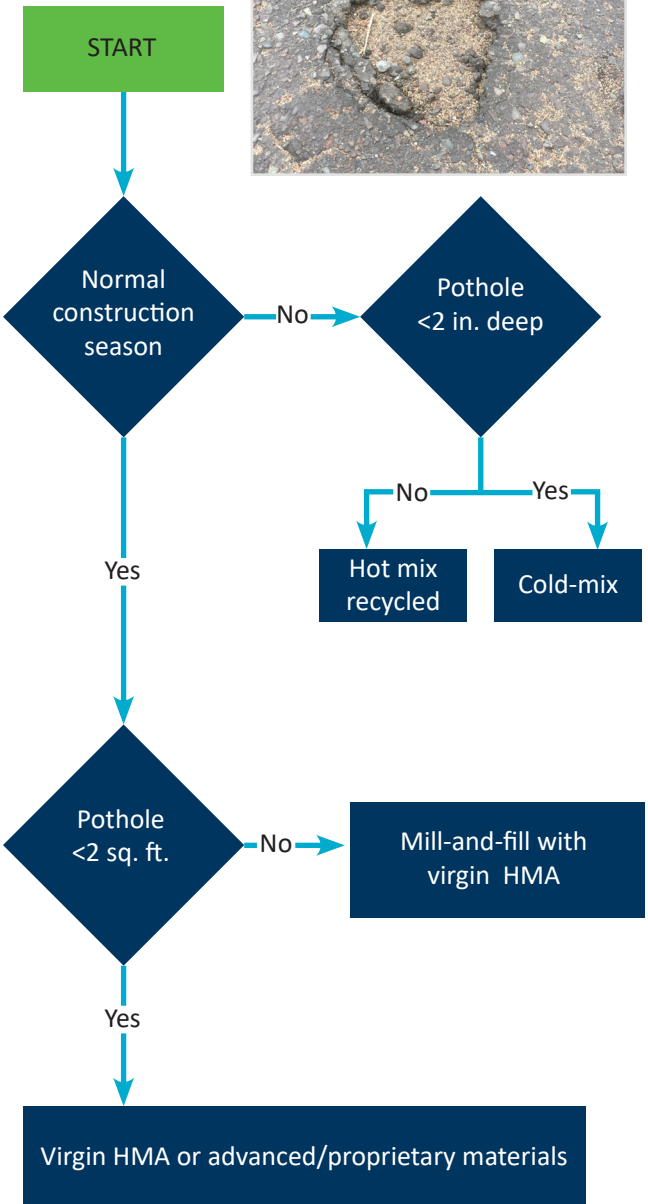 START
Normal
construction
season
No
Pothole
<2 in. deep
No
Yes
Hot mix
recycled
Cold-mix
Yes
Pothole
<2 sq. ft.
No
Mill-and-fill with
virgin HMA
Yes
Virgin HMA or advanced/proprietary materials